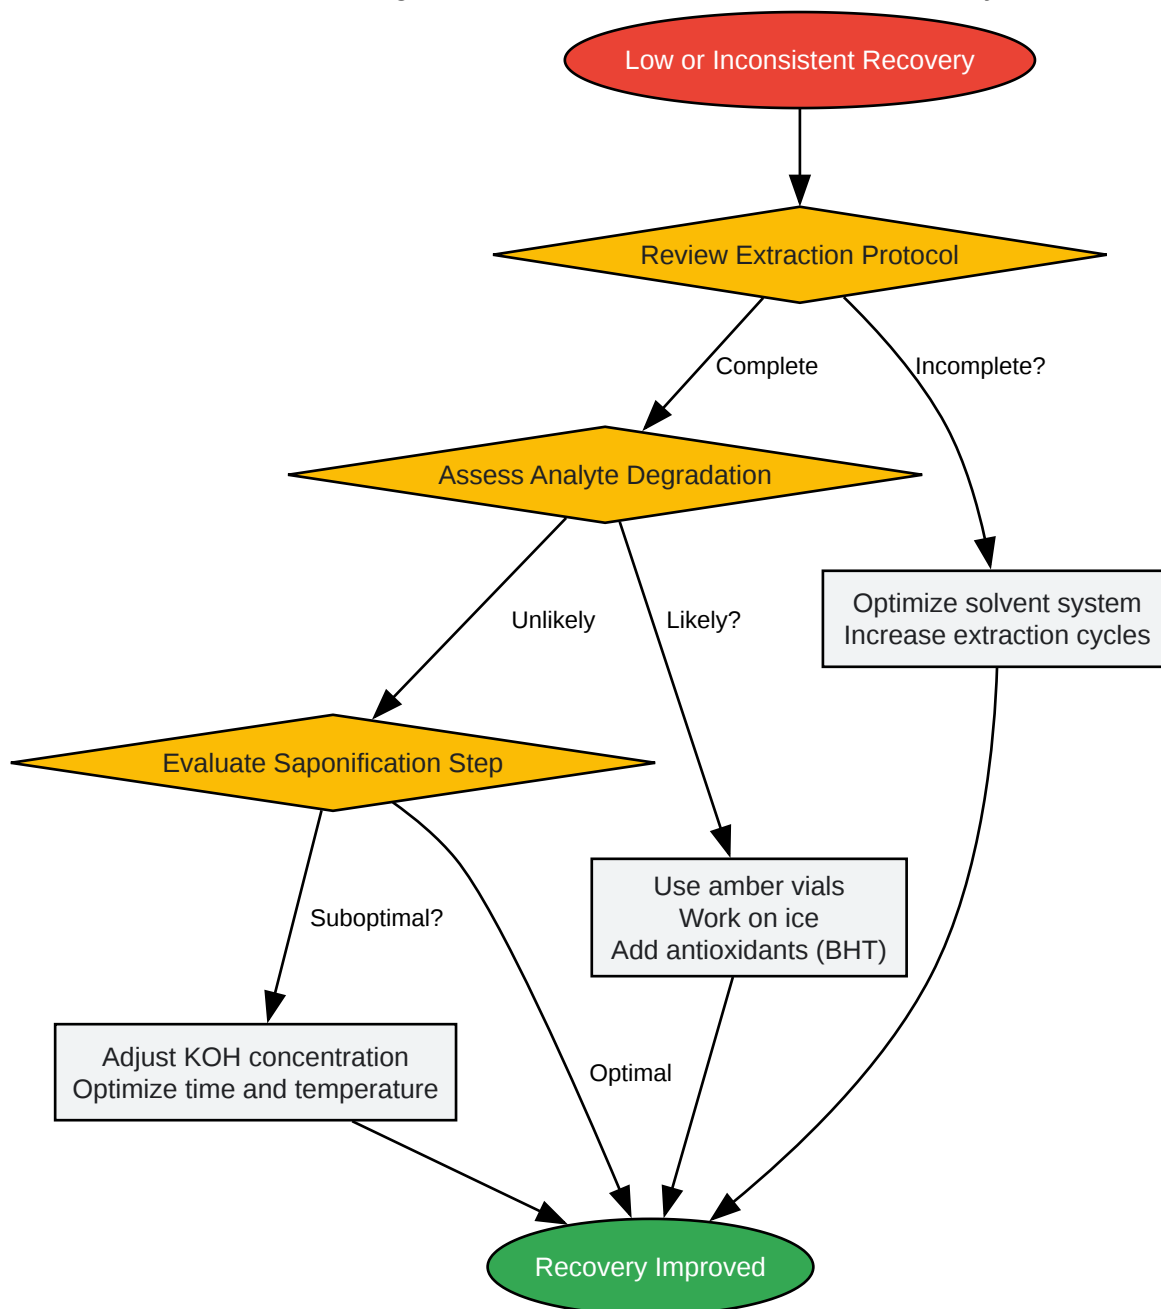 Low or Inconsistent Recovery
Review Extraction Protocol
Complete
Incomplete?
Assess Analyte Degradation
Optimize solvent system
Increase extraction cycles
Unlikely
Likely?
Evaluate Saponification Step
Use amber vials
Work on ice
Add antioxidants (BHT)
Suboptimal?
Adjust KOH concentration
Optimize time and temperature
Optimal
Recovery Improved